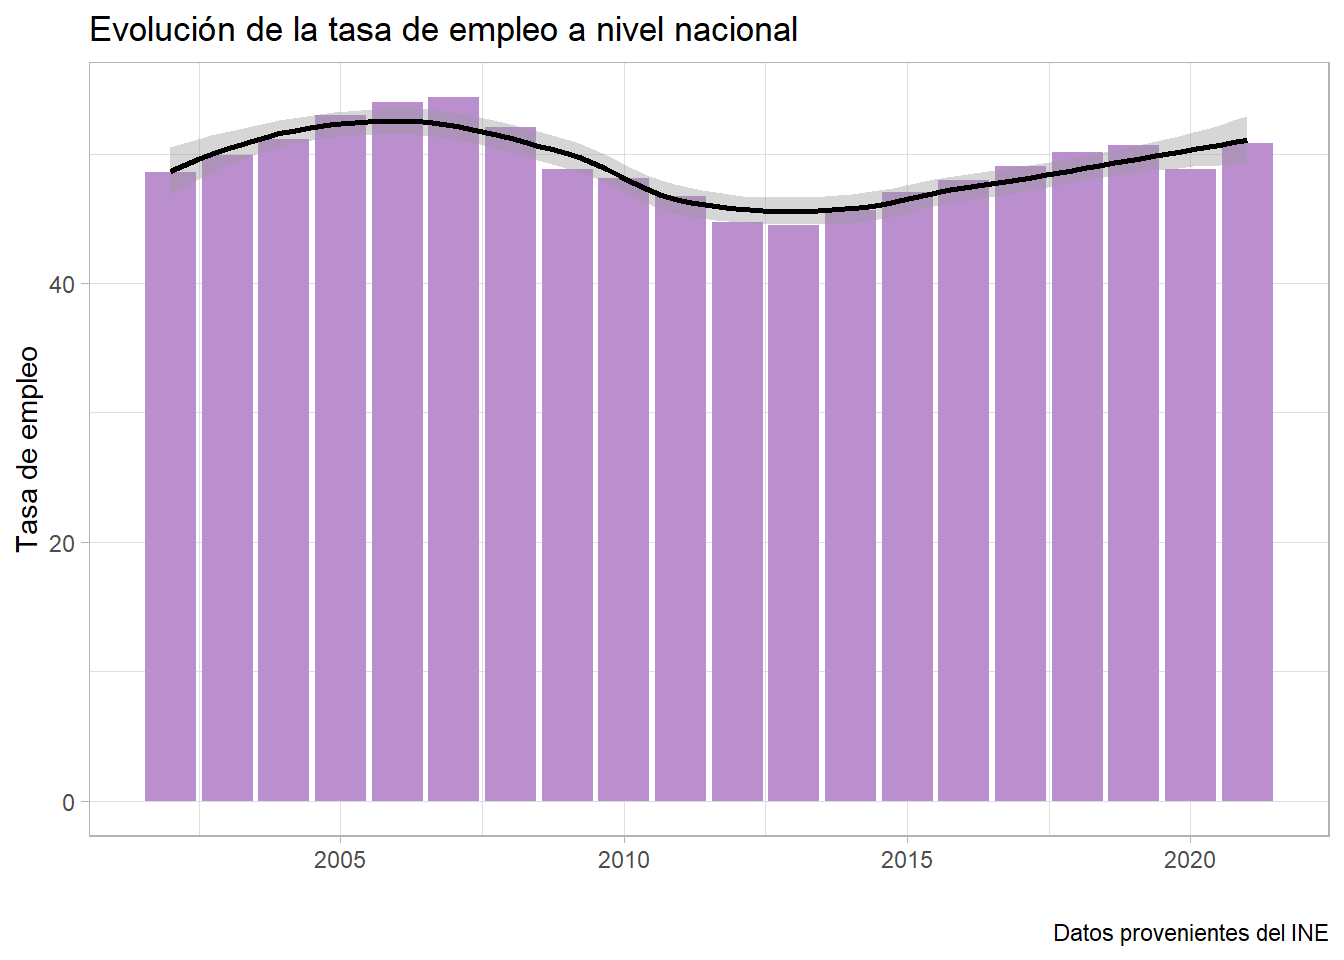 Evolución de la tasa de empleo a nivel nacional
Tasa de empleo
40
20
0
2005
2010
2015
2020
Datos provenientes del INE